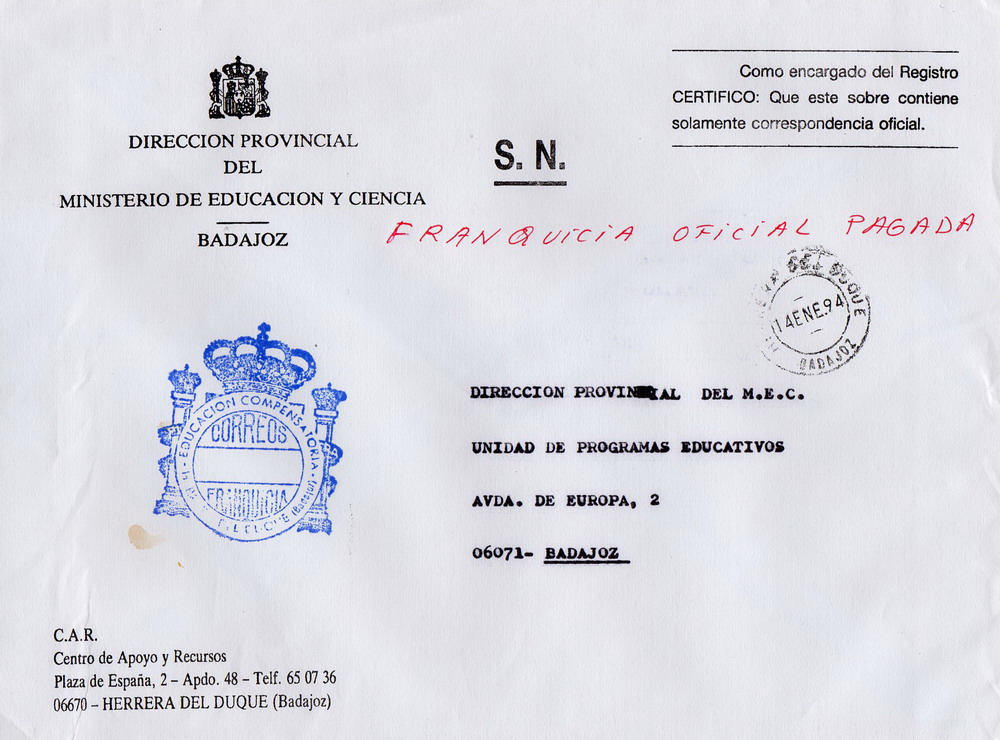 DIRECCION PROVINCIAL
DEL
MINISTERIO DE EDUCACION Y CIENCIA
BADAJOZ
Como encargado del Registro
CERTIFICO: Que este sobre contiene
solamente correspondencia oficial.
S. N.
FRANQUICIA OFICIAL PAGADA
DEL DUQUE
14 ENE. 94
BADAJOZ
EDUCACION COMPENSATORIA
CORREOS
FRANQUICIA
(Badajoz)
DIRECCION PROVINCIAL DEL M.E.C.
UNIDAD DE PROGRAMAS EDUCATIVOS
AVDA. DE EUROPA, 2
06071- BADAJOZ
C.A.R.
Centro de Apoyo y Recursos
Plaza de España, 2 – Apdo. 48 – Telf. 65 07 36
06670 – HERRERA DEL DUQUE (Badajoz)